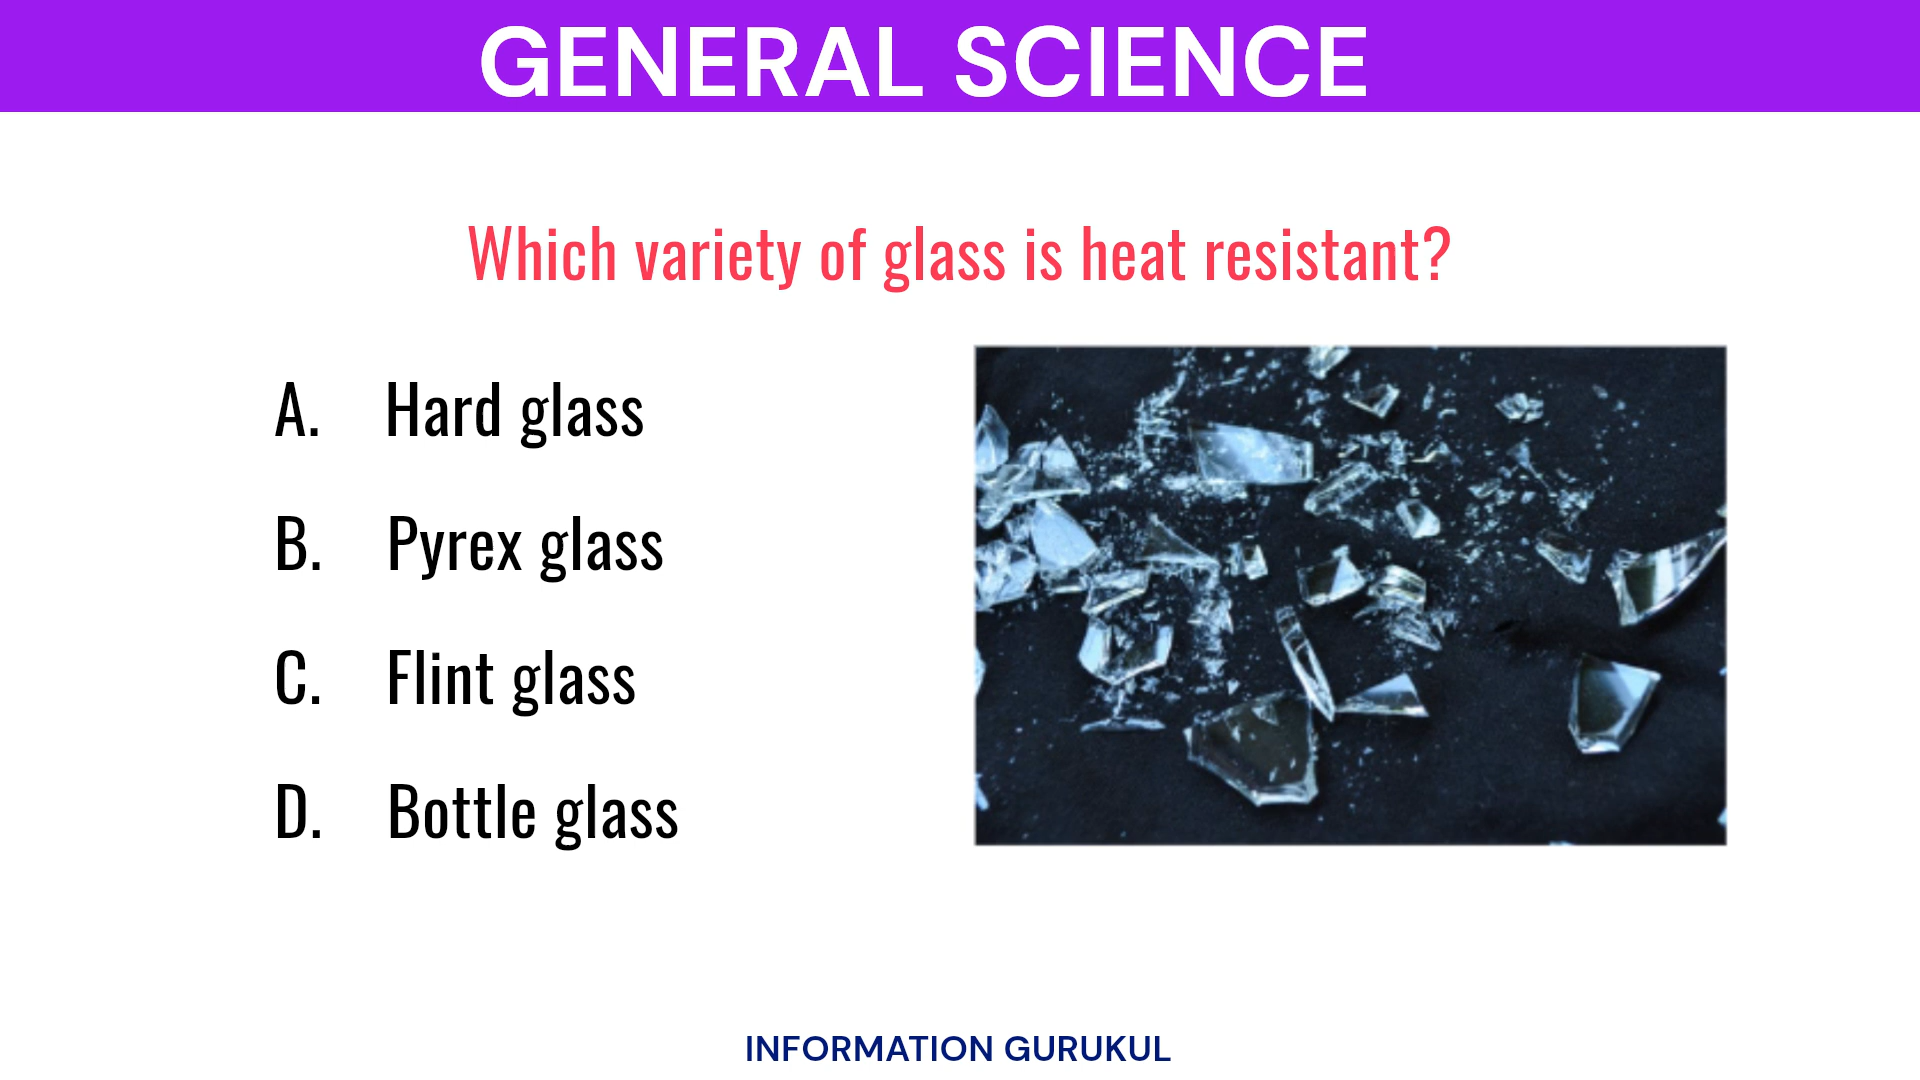 GENERAL SCIENCE
Which variety of glass is heat resistant?
A. Hard glass
B. Pyrex glass
C. Flint glass
D. Bottle glass
INFORMATION GURUKUL